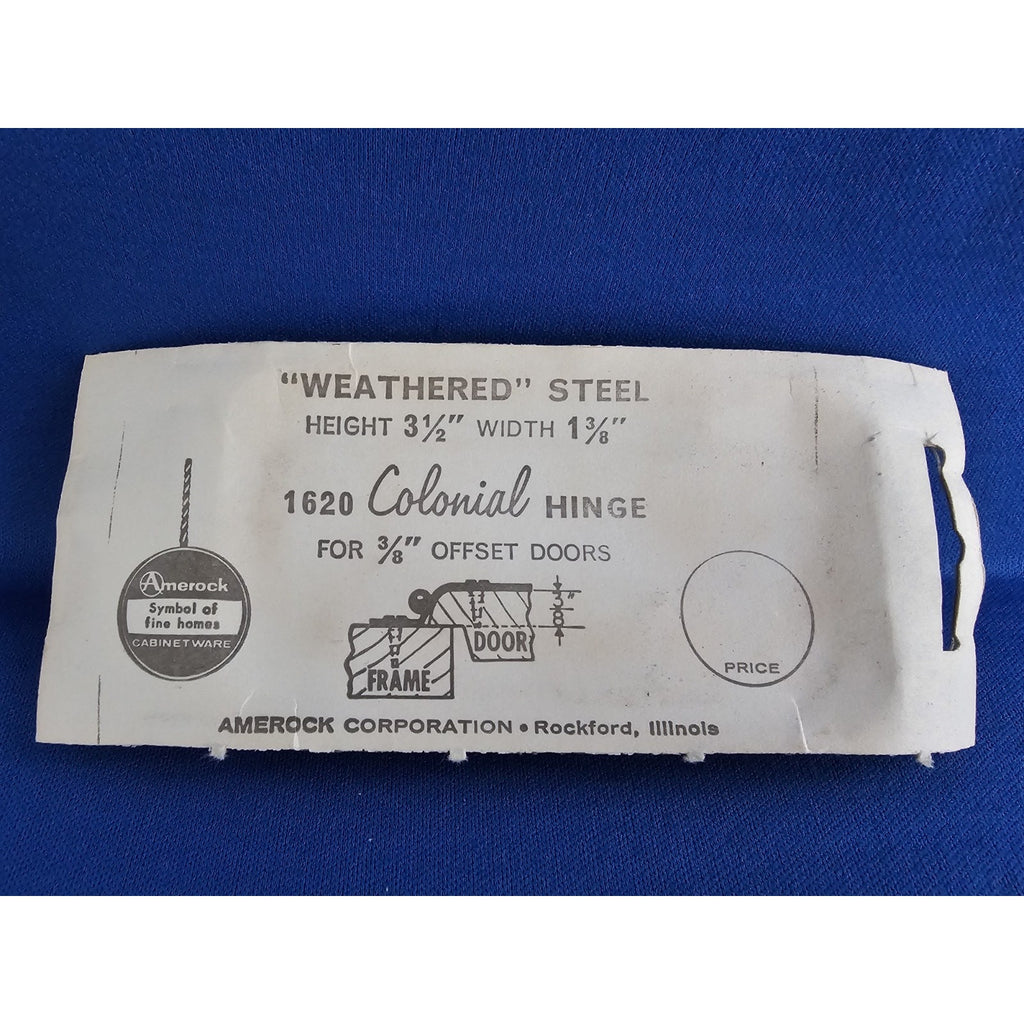 “WEATHERED” STEEL
HEIGHT 3½″ WIDTH 1⅜″
1620 Colonial HINGE
FOR ⅜″ OFFSET DOORS
Amerock
Symbol of
fine homes
CABINETWARE
3″
8
DOOR
FRAME
PRICE
AMEROCK CORPORATION • Rockford, Illinois